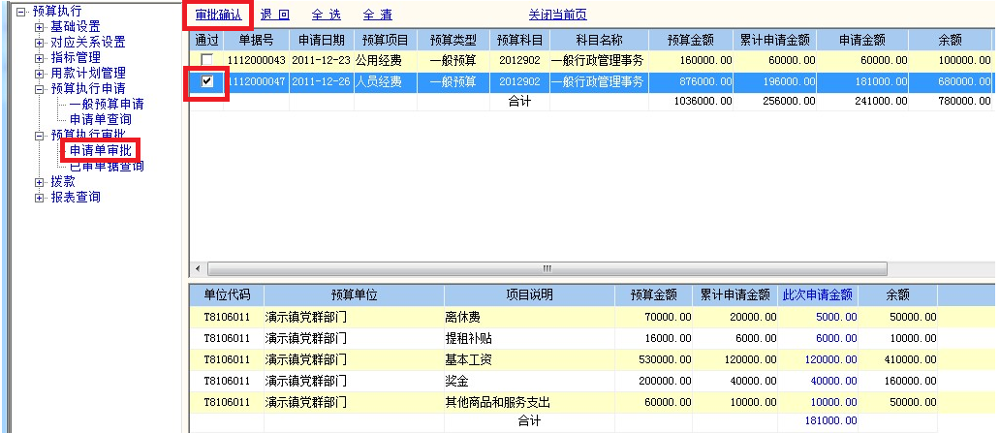 预算执行
基础设置
对应关系设置
指标管理
用款计划管理
预算执行申请
一般预算申请
申请单查询
预算执行审批
申请单审批
已审单据查询
拨款
报表查询
审批确认 退 回 全 选 全 清 关闭当前页
通过 单据号 申请日期 预算项目 预算类型 预算科目 科目名称 预算金额 累计申请金额 申请金额 余额
1112000043 2011-12-23 公用经费 一般预算 2012902 一般行政管理事务 160000.00 60000.00 60000.00 100000.00
1112000047 2011-12-26 人员经费 一般预算 2012902 一般行政管理事务 876000.00 196000.00 181000.00 680000.00
合计 1036000.00 256000.00 241000.00 780000.00
单位代码 预算单位 项目说明 预算金额 累计申请金额 此次申请金额 余额
T8106011 演示镇党群部门 离休费 70000.00 20000.00 5000.00 50000.00
T8106011 演示镇党群部门 提租补贴 16000.00 6000.00 6000.00 10000.00
T8106011 演示镇党群部门 基本工资 530000.00 120000.00 120000.00 410000.00
T8106011 演示镇党群部门 奖金 200000.00 40000.00 40000.00 160000.00
T8106011 演示镇党群部门 其他商品和服务支出 60000.00 10000.00 10000.00 50000.00
合计 181000.00